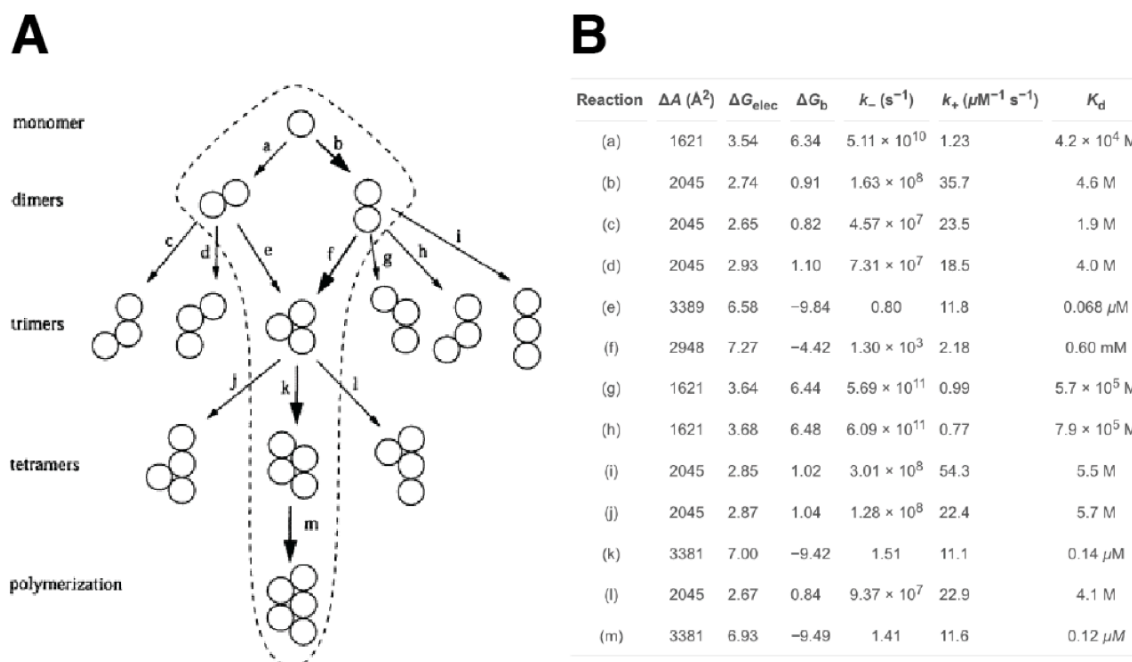 A
monomer
a
b
dimers
c
d
e
f
g
h
i
trimers
j
k
l
tetramers
m
polymerization
B
Reaction ΔA (Å²) ΔG_elec ΔG_b k₋ (s⁻¹) k₊ (μM⁻¹ s⁻¹) K_d
(a) 1621 3.54 6.34 5.11 × 10¹⁰ 1.23 4.2 × 10⁴ M
(b) 2045 2.74 0.91 1.63 × 10⁸ 35.7 4.6 M
(c) 2045 2.65 0.82 4.57 × 10⁷ 23.5 1.9 M
(d) 2045 2.93 1.10 7.31 × 10⁷ 18.5 4.0 M
(e) 3389 6.58 −9.84 0.80 11.8 0.068 μM
(f) 2948 7.27 −4.42 1.30 × 10³ 2.18 0.60 mM
(g) 1621 3.64 6.44 5.69 × 10¹¹ 0.99 5.7 × 10⁵ M
(h) 1621 3.68 6.48 6.09 × 10¹¹ 0.77 7.9 × 10⁵ M
(i) 2045 2.85 1.02 3.01 × 10⁸ 54.3 5.5 M
(j) 2045 2.87 1.04 1.28 × 10⁸ 22.4 5.7 M
(k) 3381 7.00 −9.42 1.51 11.1 0.14 μM
(l) 2045 2.67 0.84 9.37 × 10⁷ 22.9 4.1 M
(m) 3381 6.93 −9.49 1.41 11.6 0.12 μM